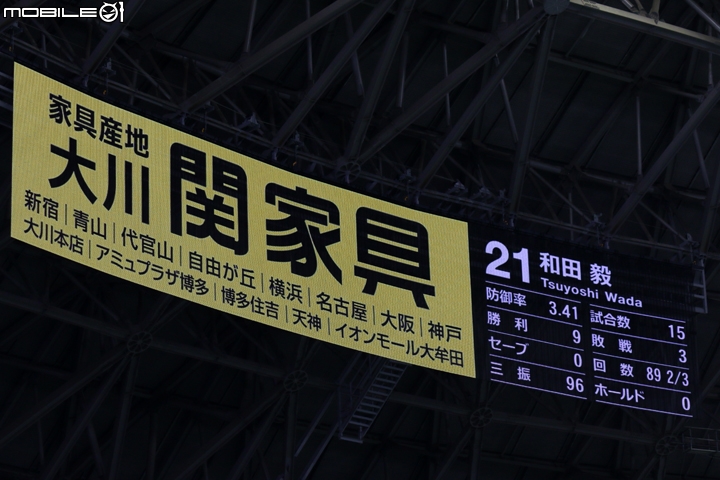 MOBILE01
家具産地
大川 関家具
新宿|青山|代官山|自由が丘|横浜|名古屋|大阪|神戸
大川本店|アミュプラザ博多|博多住吉|天神|イオンモール大牟田
21 和田 毅
Tsuyoshi Wada
防御率 3.41 試合数 15
勝利 9 敗戦 3
セーブ 0 回数 89 2/3
三振 96 ホールド 0